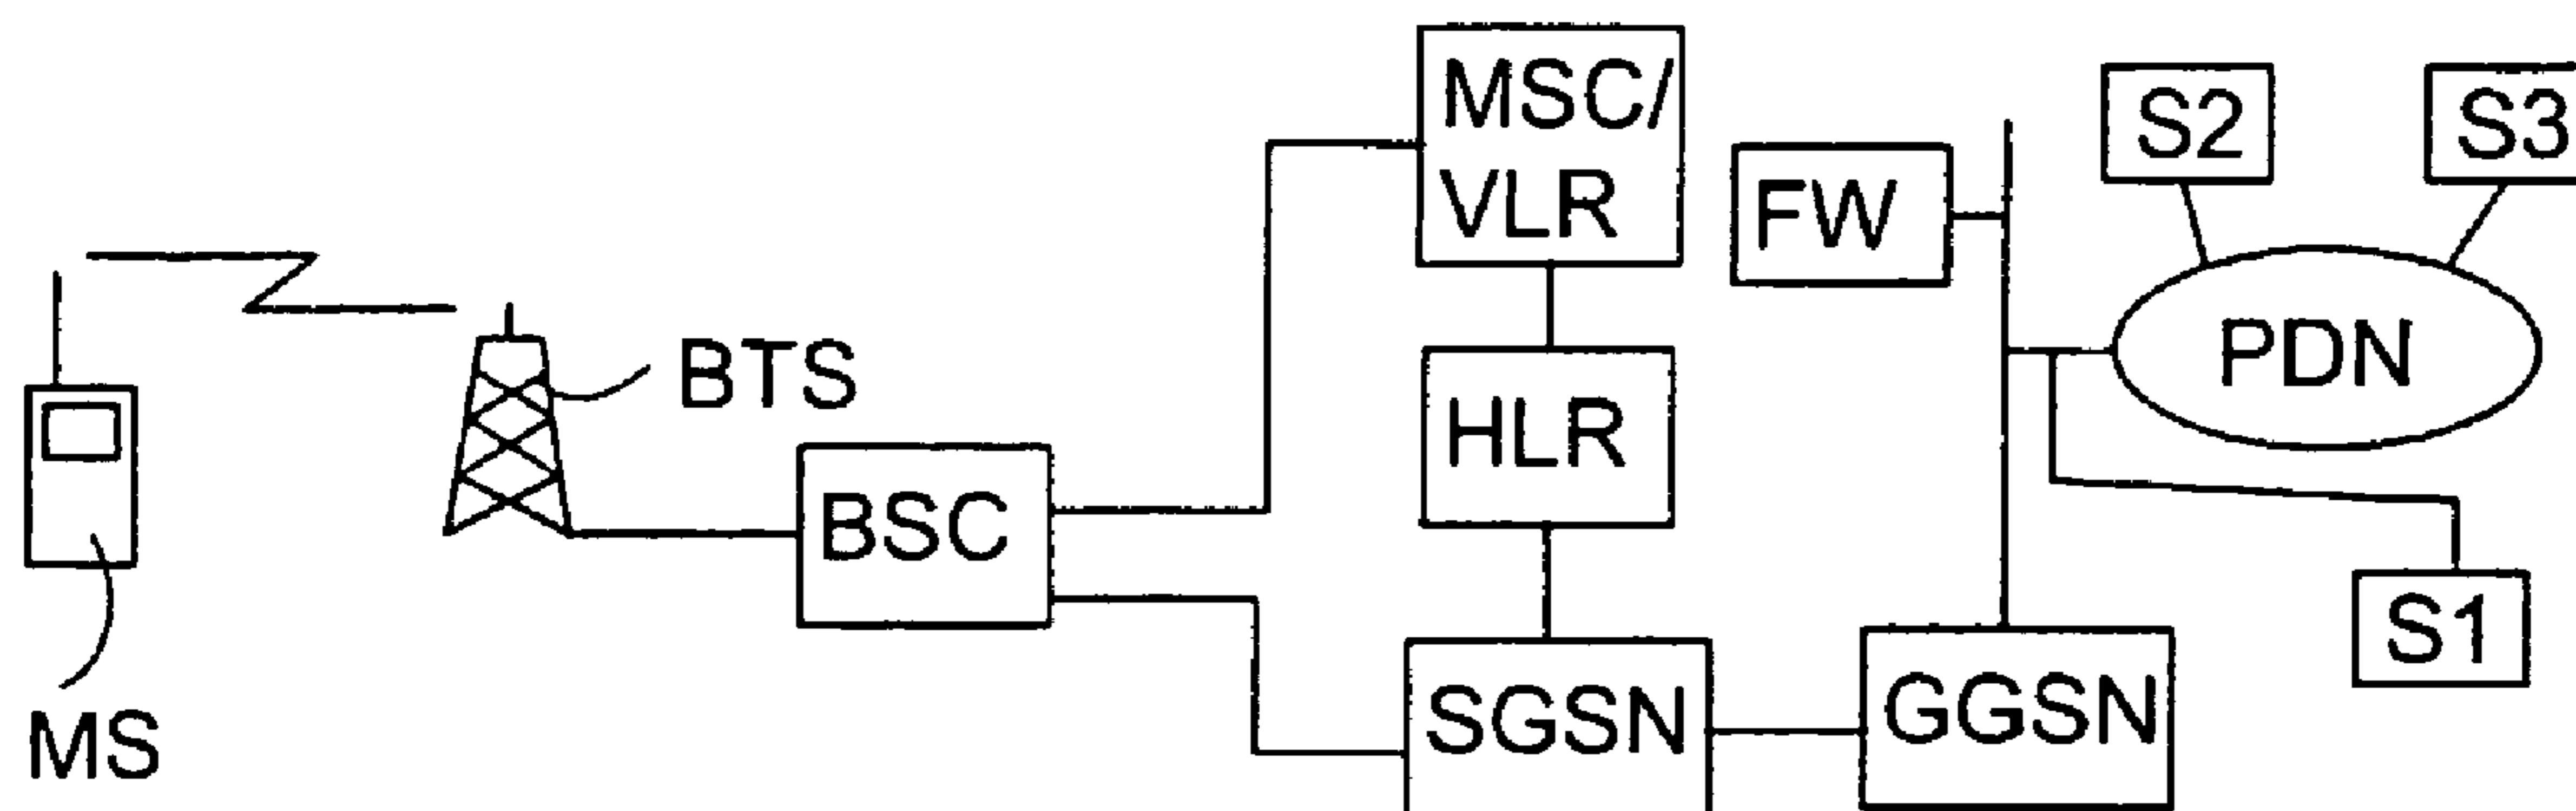 MSC/
VLR
S2
S3
FW
BTS
PDN
HLR
BSC
S1
SGSN
GGSN
MS